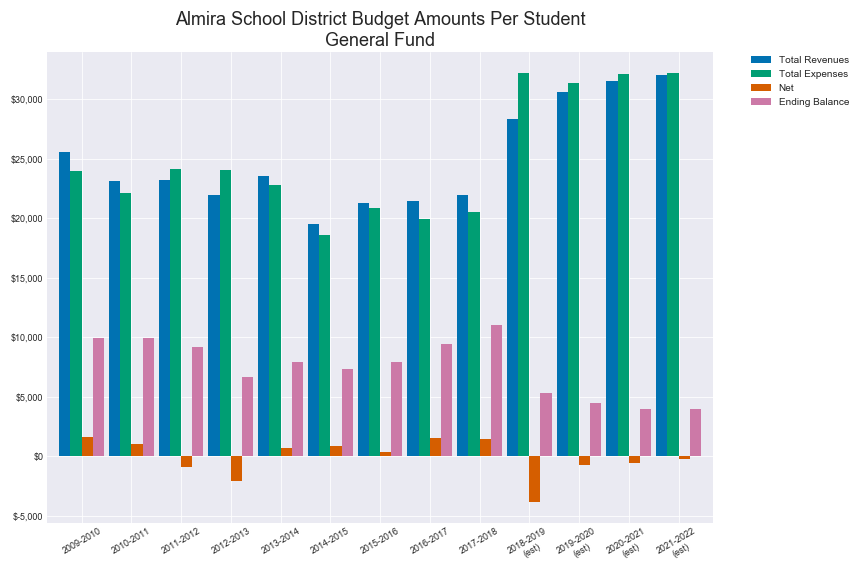 Almira School District Budget Amounts Per Student
General Fund
Total Revenues
Total Expenses
Net
Ending Balance
$30,000
$25,000
$20,000
$15,000
$10,000
$5,000
$0
$-5,000
2009-2010
2010-2011
2011-2012
2012-2013
2013-2014
2014-2015
2015-2016
2016-2017
2017-2018
2018-2019
(est)
2019-2020
(est)
2020-2021
(est)
2021-2022
(est)